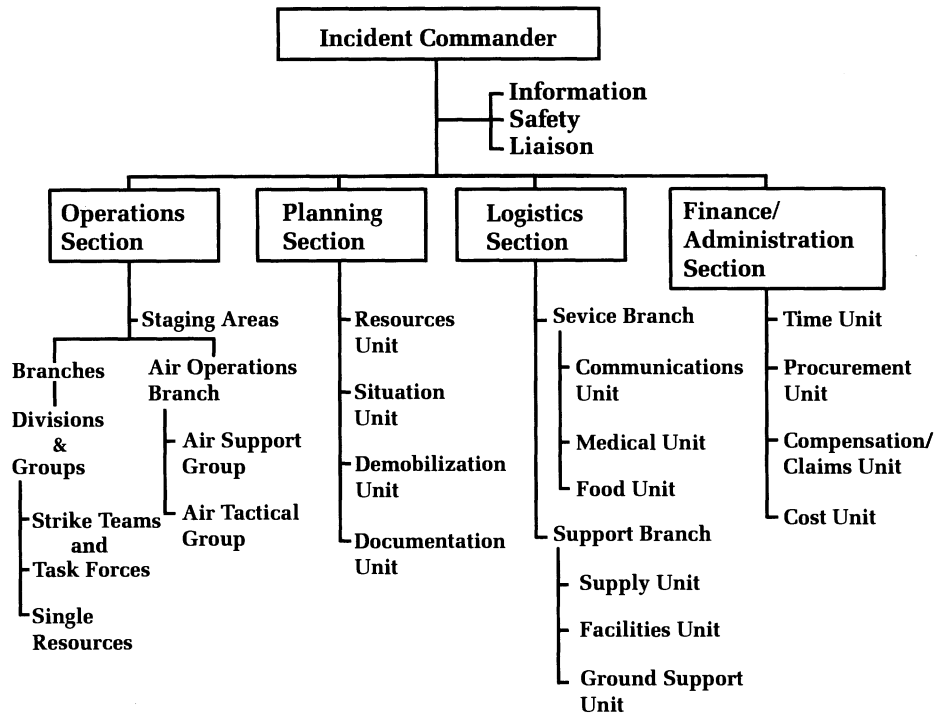 Incident Commander
Information
Safety
Liaison
Operations
Section
Planning
Section
Logistics
Section
Finance/
Administration
Section
Staging Areas
Branches
Divisions
&
Groups
Strike Teams
and
Task Forces
Single
Resources
Air Operations
Branch
Air Support
Group
Air Tactical
Group
Resources
Unit
Situation
Unit
Demobilization
Unit
Documentation
Unit
Sevice Branch
Communications
Unit
Medical Unit
Food Unit
Support Branch
Supply Unit
Facilities Unit
Ground Support
Unit
Time Unit
Procurement
Unit
Compensation/
Claims Unit
Cost Unit